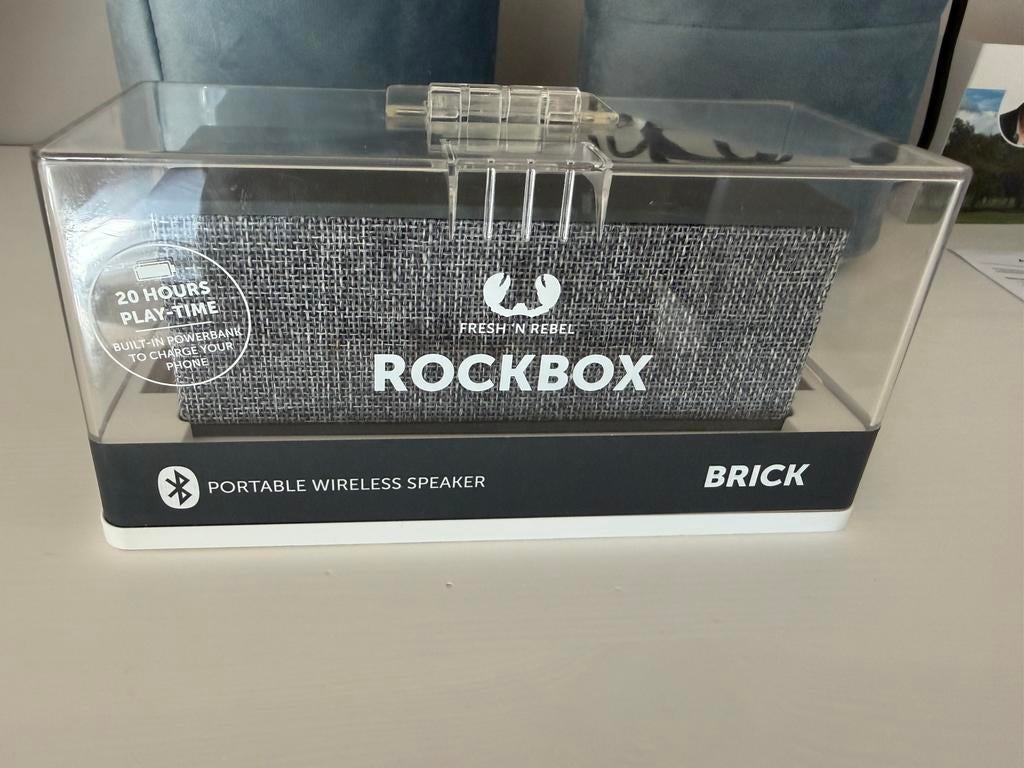 20 HOURS
PLAY-TIME
BUILT-IN POWERBANK
TO CHARGE YOUR
PHONE
FRESH 'N REBEL
ROCKBOX
PORTABLE WIRELESS SPEAKER
BRICK